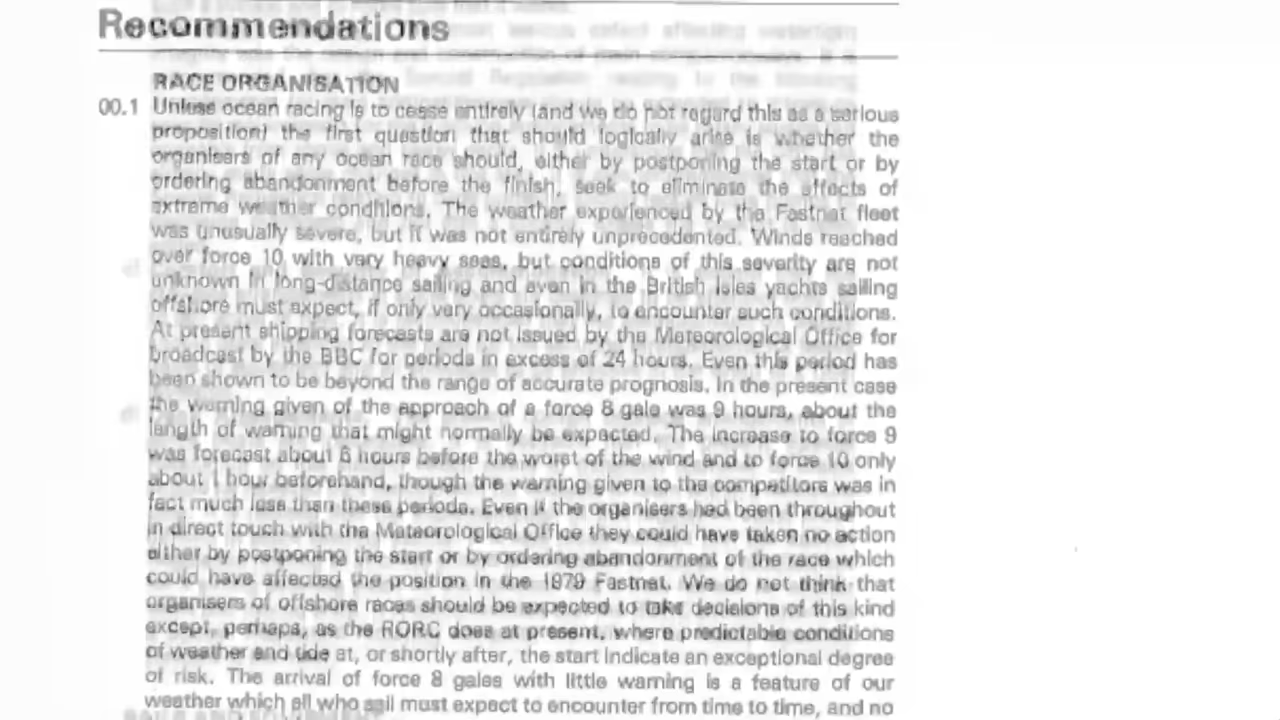 Recommendations
RACE ORGANISATION
00.1 Unless ocean racing is to cease entirely (and we do not regard this as a serious
proposition) the first question that should logically arise is whether the
organisers of any ocean race should, either by postponing the start or by
ordering abandonment before the finish, seek to eliminate the effects of
extreme weather conditions. The weather experienced by the Fastnet fleet
was unusually severe, but it was not entirely unprecedented. Winds reached
over force 10 with very heavy seas, but conditions of this severity are not
unknown in long-distance sailing and even in the British Isles yachts sailing
offshore must expect, if only very occasionally, to encounter such conditions.
At present shipping forecasts are not issued by the Meteorological Office for
broadcast by the BBC for periods in excess of 24 hours. Even this period has
been shown to be beyond the range of accurate prognosis. In the present case
the warning given of the approach of a force 8 gale was 9 hours, about the
length of warning that might normally be expected. The increase to force 9
was forecast about 6 hours before the worst of the wind and to force 10 only
about 1 hour beforehand, though the warning given to the competitors was in
fact much less than these periods. Even if the organisers had been throughout
in direct touch with the Meteorological Office they could have taken no action
either by postponing the start or by ordering abandonment of the race which
could have affected the position in the 1979 Fastnet. We do not think that
organisers of offshore races should be expected to take decisions of this kind
except, perhaps, as the RORC does at present, where predictable conditions
of weather and tide at, or shortly after, the start indicate an exceptional degree
of risk. The arrival of force 8 gales with little warning is a feature of our
weather which all who sail must expect to encounter from time to time, and no